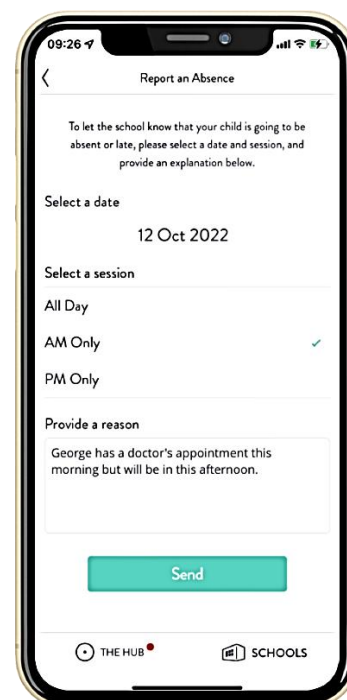 09:26
Report an Absence
To let the school know that your child is going to be
absent or late, please select a date and session, and
provide an explanation below.
Select a date
12 Oct 2022
Select a session
All Day
AM Only
PM Only
Provide a reason
George has a doctor's appointment this
morning but will be in this afternoon.
Send
THE HUB
SCHOOLS